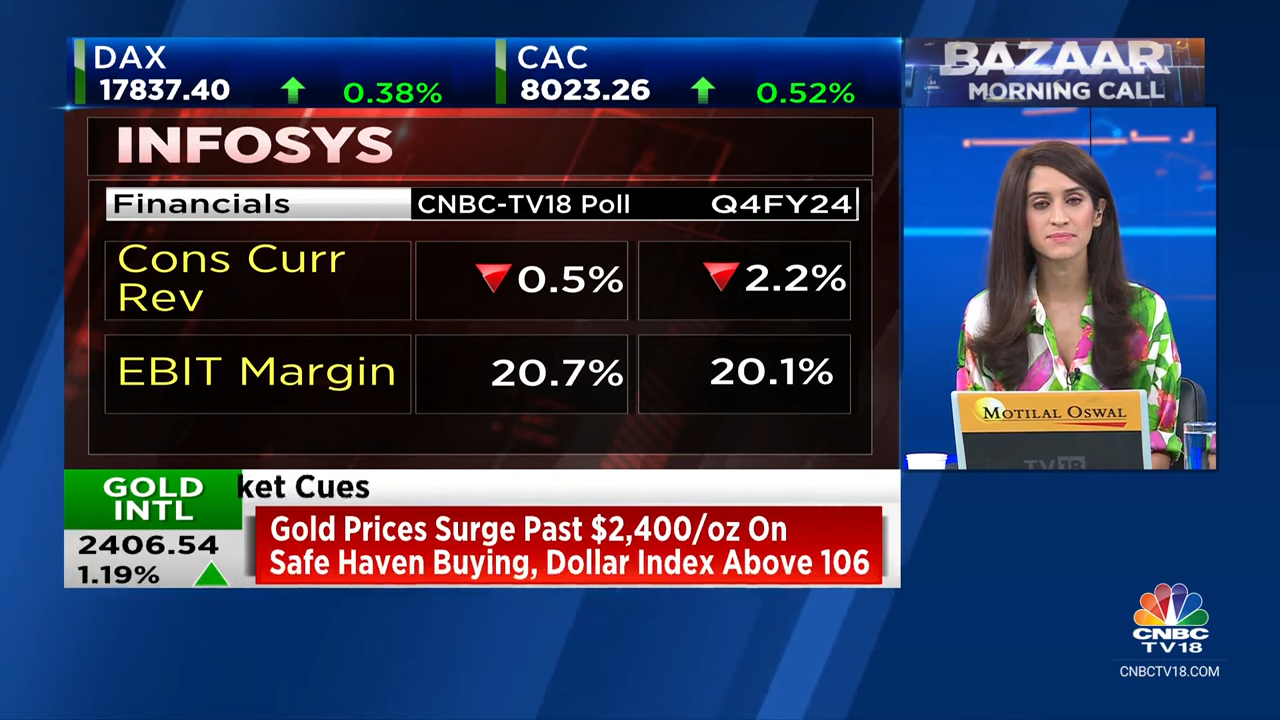 DAX
17837.40 0.38%
CAC
8023.26 0.52%
BAZAAR
MORNING CALL
INFOSYS
Financials CNBC-TV18 Poll Q4FY24
Cons Curr
Rev 0.5% 2.2%
EBIT Margin 20.7% 20.1%
MOTILAL OSWAL
TV18
GOLD
INTL
2406.54
1.19%
ket Cues
Gold Prices Surge Past $2,400/oz On
Safe Haven Buying, Dollar Index Above 106
CNBC
TV18
CNBCTV18.COM